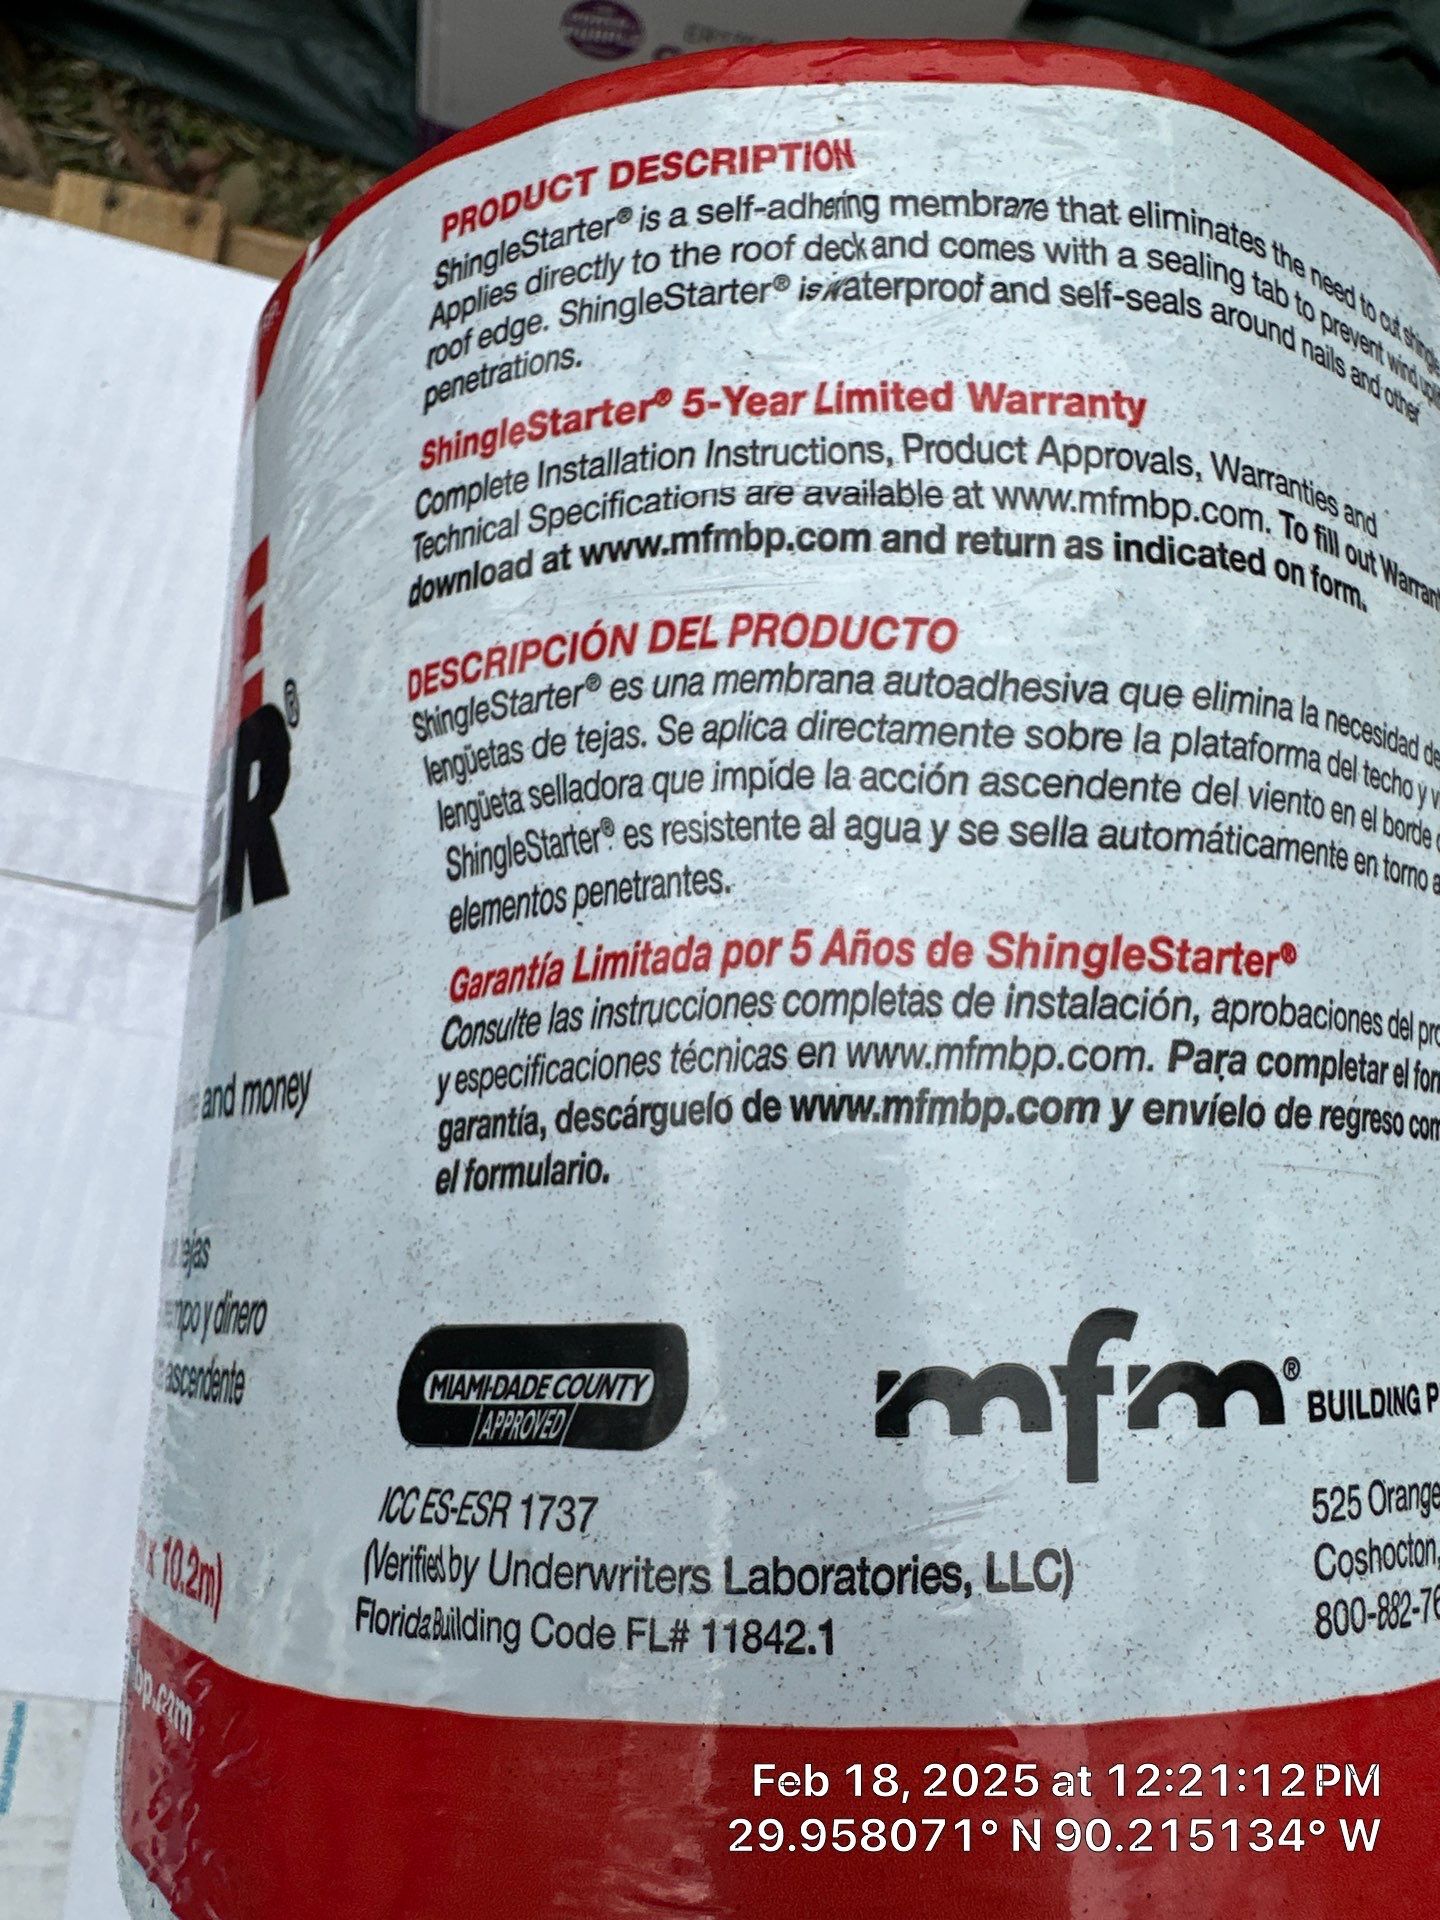 PRODUCT DESCRIPTION
ShingleStarter® is a self-adhering membrane that eliminates the need to cut
Applies directly to the roof deck and comes with a sealing tab to prevent wind
roof edge. ShingleStarter® is waterproof and self-seals around nails and other
penetrations.
ShingleStarter® 5-Year Limited Warranty
Complete Installation Instructions, Product Approvals, Warranties and
Technical Specifications are available at www.mfmbp.com. To fill out
download at www.mfmbp.com and return as indicated on form.
DESCRIPCIÓN DEL PRODUCTO
ShingleStarter® es una membrana autoadhesiva que elimina la necesidad de
lengüetas de tejas. Se aplica directamente sobre la plataforma del techo y
lengüeta selladora que impide la acción ascendente del viento en el borde
ShingleStarter® es resistente al agua y se sella automáticamente en torno a
elementos penetrantes.
Garantía Limitada por 5 Años de ShingleStarter®
Consulte las instrucciones completas de instalación, aprobaciones del
y especificaciones técnicas en www.mfmbp.com. Para completar el
garantía, descárguelo de www.mfmbp.com y envíelo de regreso
el formulario.
R®
and money
y dinero
ascendente
x 10.2m)
MIAMI-DADE COUNTY
APPROVED
mfm® BUILDING
ICC ES-ESR 1737
(Verified by Underwriters Laboratories, LLC)
Florida Building Code FL# 11842.1
525 Orange
Coshocton,
800-882-76
Feb 18, 2025 at 12:21:12 PM
29.958071° N 90.215134° W